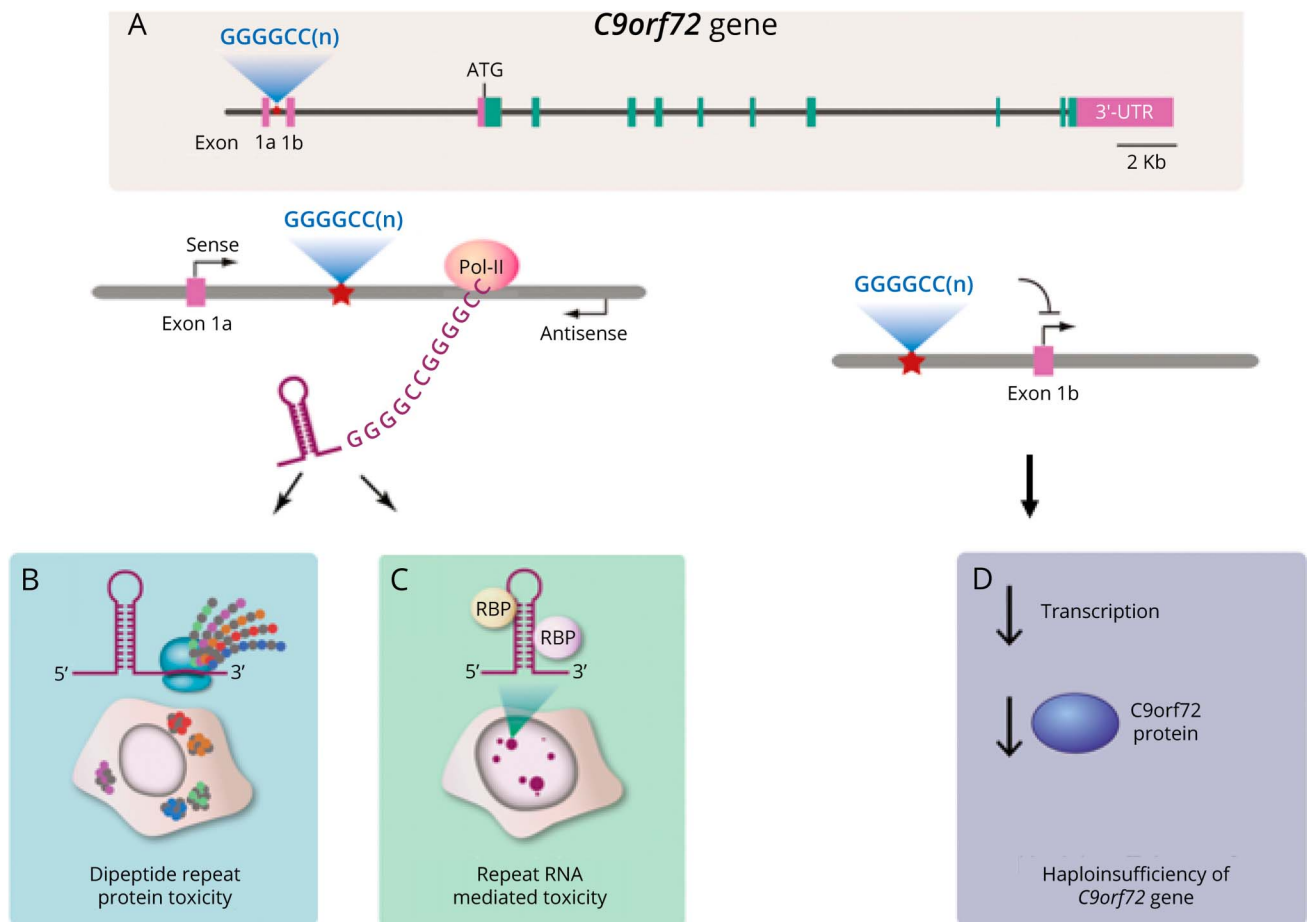 A
C9orf72 gene
GGGGCC(n)
ATG
3'-UTR
Exon 1a 1b
2 Kb
GGGGCC(n)
Sense
Pol-II
Exon 1a
Antisense
GGGGCCGGGGCC
GGGGCC(n)
Exon 1b
B
5’
3’
Dipeptide repeat
protein toxicity
C
RBP
RBP
5’
3’
Repeat RNA
mediated toxicity
D
Transcription
C9orf72
protein
Haploinsufficiency of
C9orf72 gene